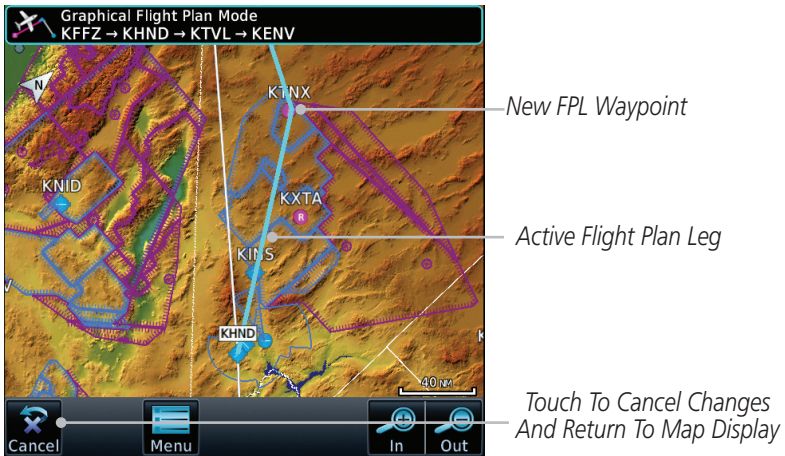 Graphical Flight Plan Mode
KFFZ → KHND → KTVL → KENV
N
KTNX
New FPL Waypoint
KNID
KXTA
R
Active Flight Plan Leg
KINS
V
KHND
K
40 NM
Touch To Cancel Changes
And Return To Map Display
Cancel
Menu
In
Out